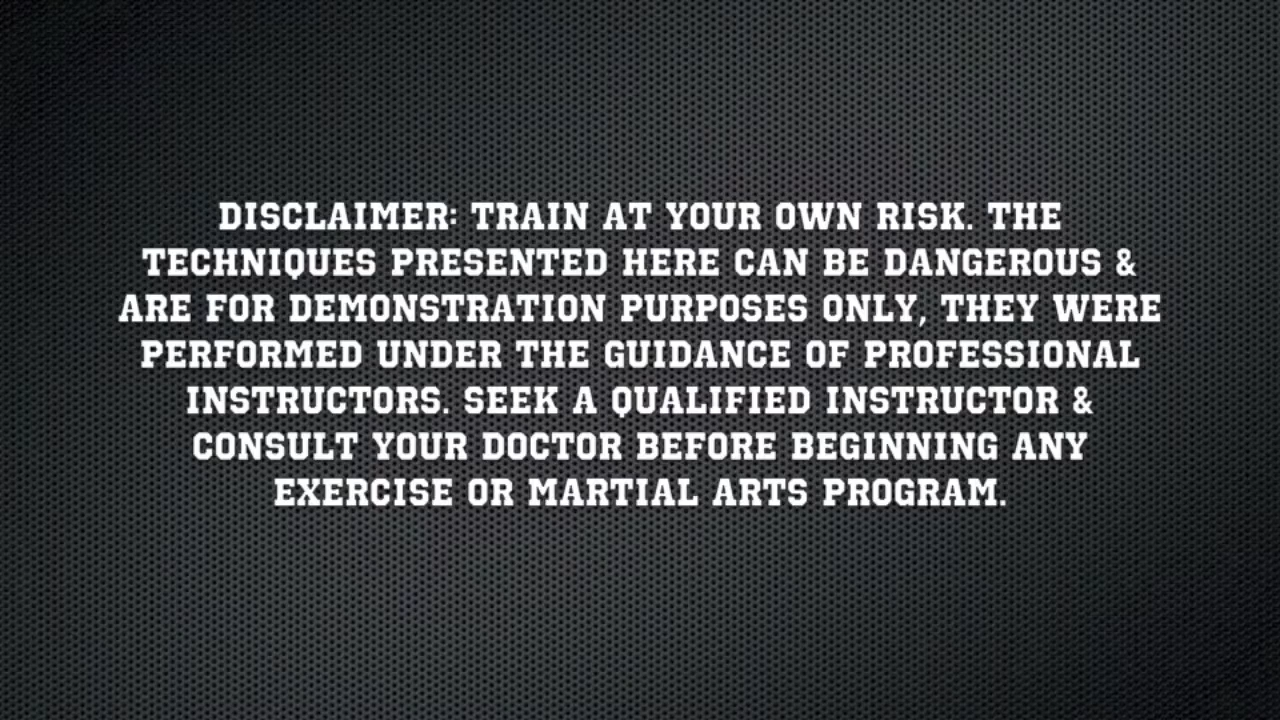 DISCLAIMER: TRAIN AT YOUR OWN RISK. THE
TECHNIQUES PRESENTED HERE CAN BE DANGEROUS &
ARE FOR DEMONSTRATION PURPOSES ONLY, THEY WERE
PERFORMED UNDER THE GUIDANCE OF PROFESSIONAL
INSTRUCTORS. SEEK A QUALIFIED INSTRUCTOR &
CONSULT YOUR DOCTOR BEFORE BEGINNING ANY
EXERCISE OR MARTIAL ARTS PROGRAM.